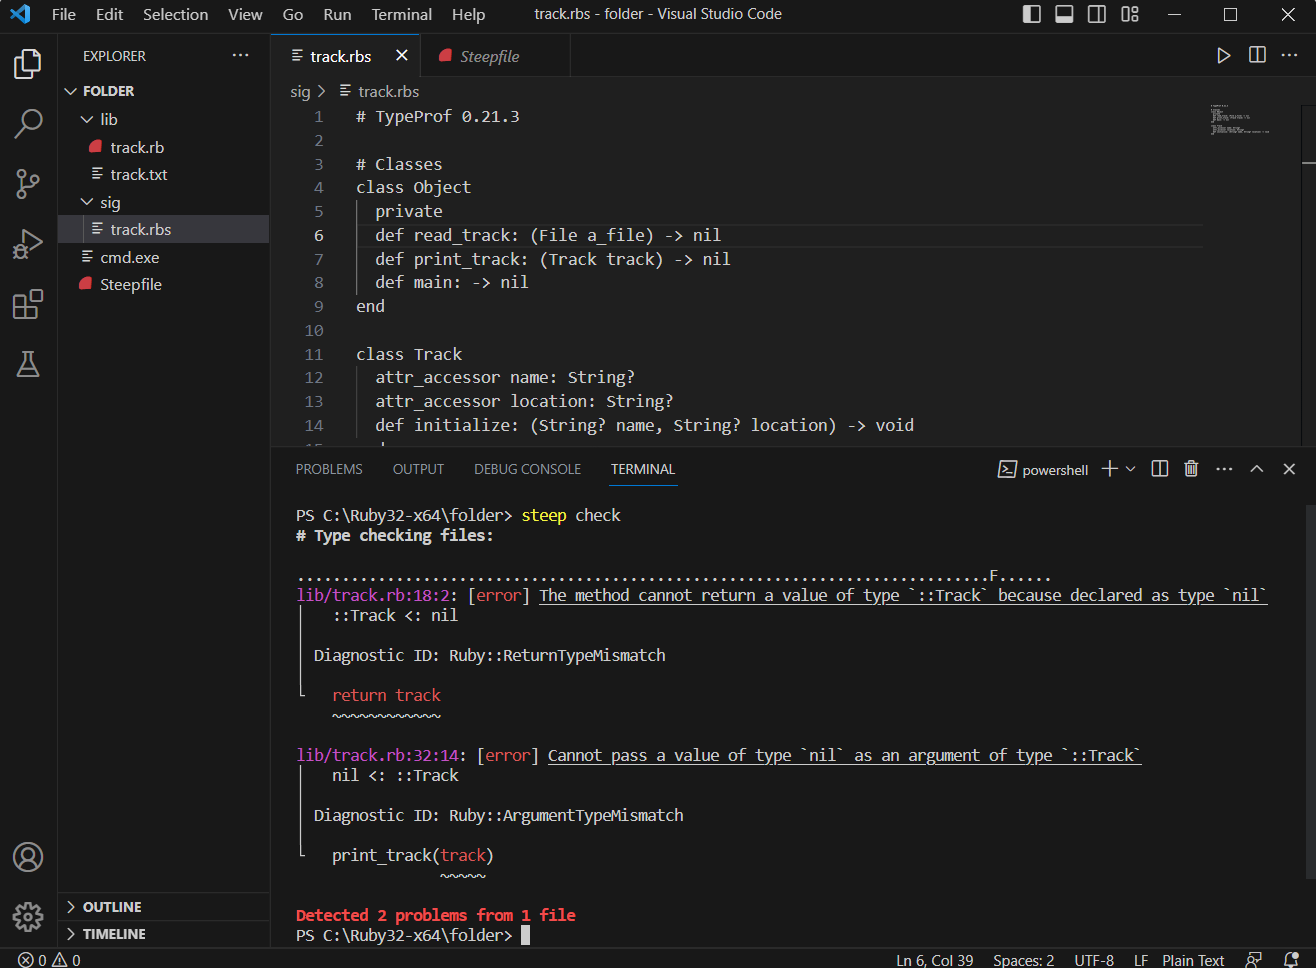 File Edit Selection View Go Run Terminal Help track.rbs - folder - Visual Studio Code
EXPLORER
FOLDER
lib
track.rb
track.txt
sig
track.rbs
cmd.exe
Steepfile
OUTLINE
TIMELINE
track.rbs Steepfile
sig > track.rbs
1 # TypeProf 0.21.3
2
3 # Classes
4 class Object
5 private
6 def read_track: (File a_file) -> nil
7 def print_track: (Track track) -> nil
8 def main: -> nil
9 end
10
11 class Track
12 attr_accessor name: String?
13 attr_accessor location: String?
14 def initialize: (String? name, String? location) -> void
PROBLEMS OUTPUT DEBUG CONSOLE TERMINAL powershell
PS C:\Ruby32-x64\folder> steep check
# Type checking files:
.............................................................................F......
lib/track.rb:18:2: [error] The method cannot return a value of type `::Track` because declared as type `nil`
::Track <: nil
Diagnostic ID: Ruby::ReturnTypeMismatch
return track
~~~~~~~~~~~~
lib/track.rb:32:14: [error] Cannot pass a value of type `nil` as an argument of type `::Track`
nil <: ::Track
Diagnostic ID: Ruby::ArgumentTypeMismatch
print_track(track)
~~~~~
Detected 2 problems from 1 file
PS C:\Ruby32-x64\folder>
0 0 Ln 6, Col 39 Spaces: 2 UTF-8 LF Plain Text